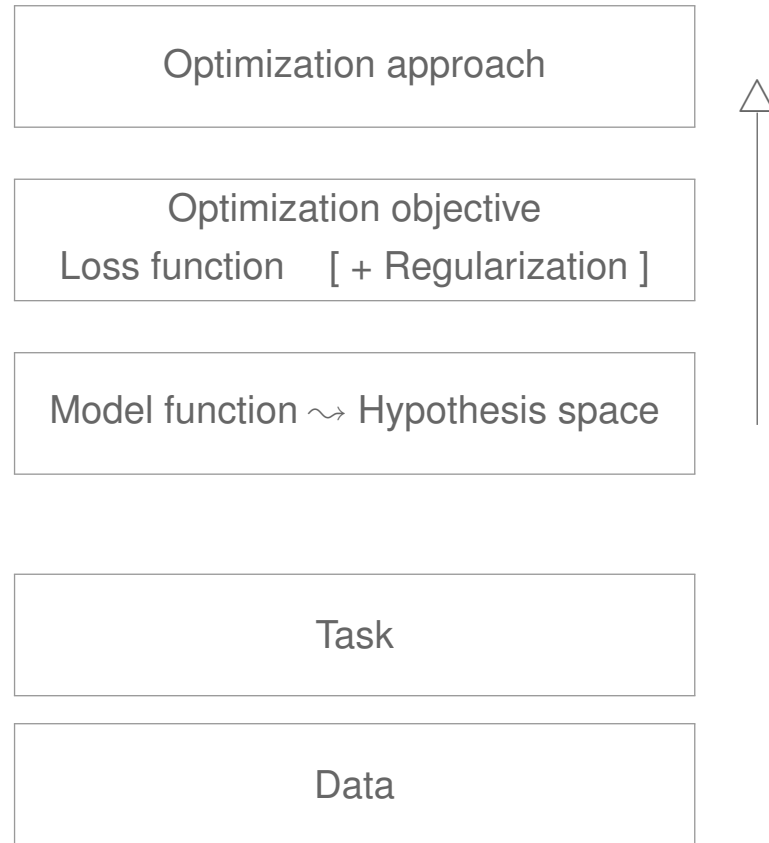 Optimization approach
Optimization objective
Loss function [ + Regularization ]
Model function ⤳ Hypothesis space
Task
Data